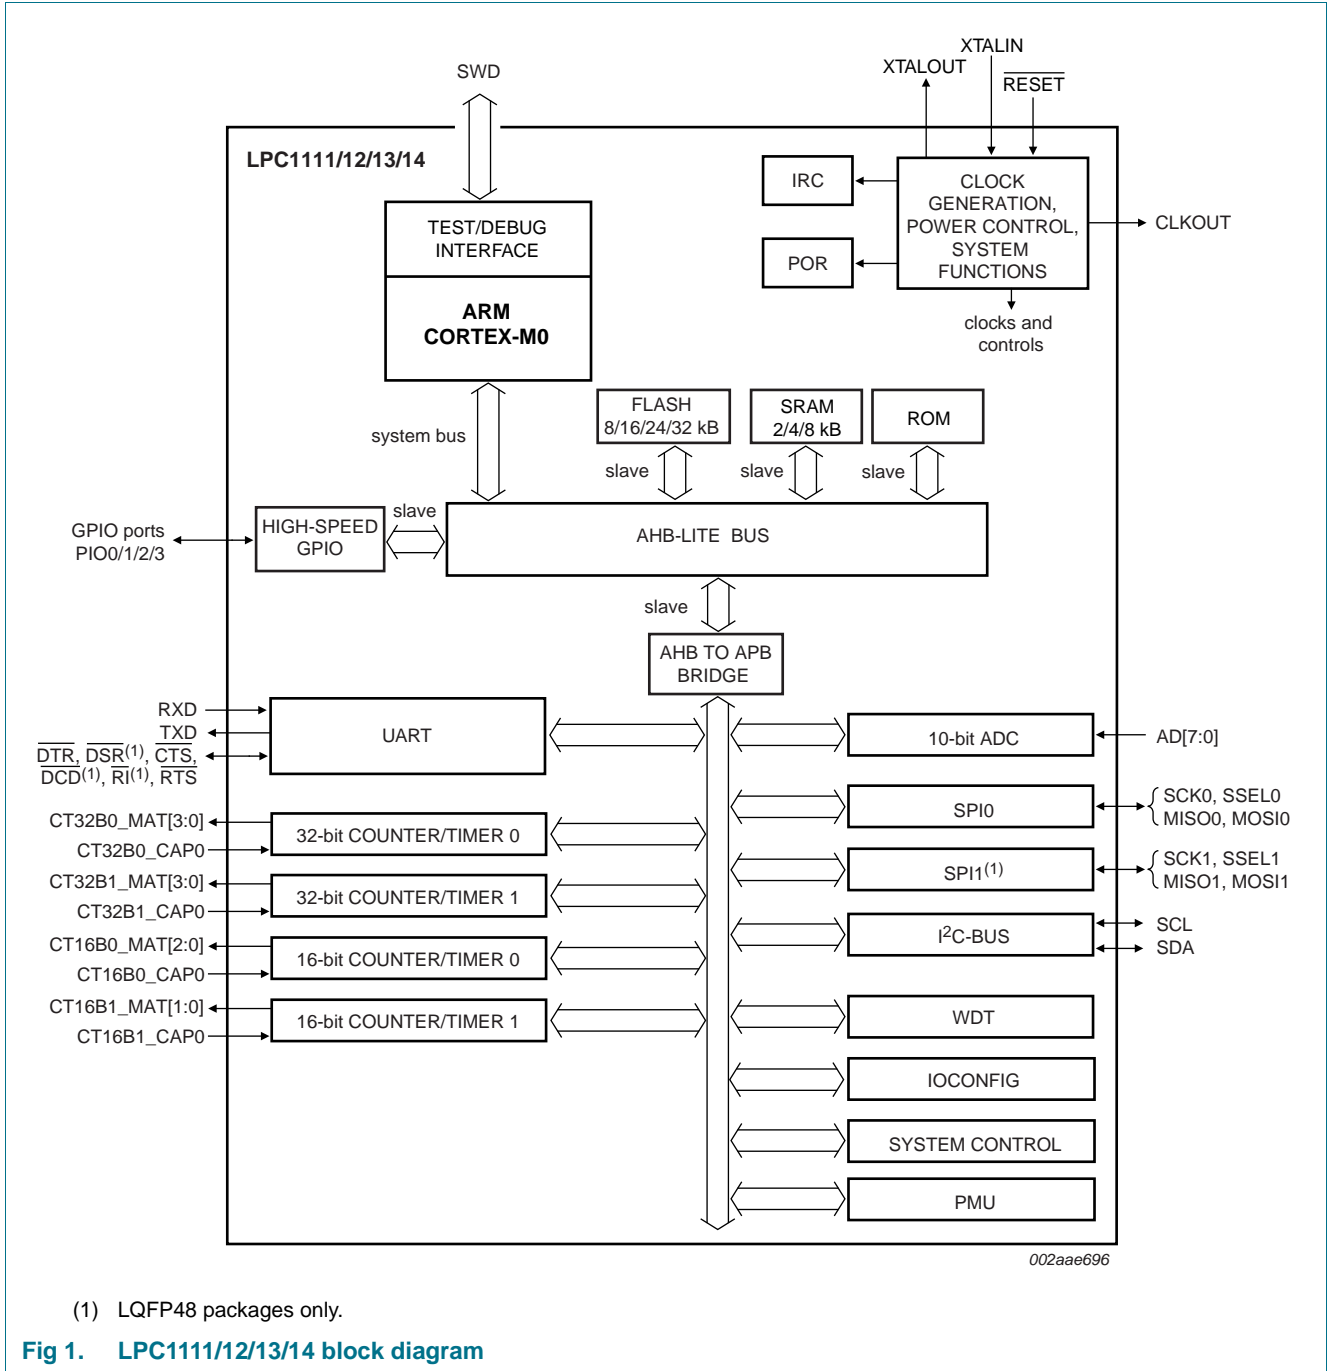 XTALIN
XTALOUT
RESET
SWD
LPC1111/12/13/14
IRC
CLOCK
GENERATION,
POWER CONTROL,
SYSTEM
FUNCTIONS
CLKOUT
TEST/DEBUG
INTERFACE
POR
ARM
CORTEX-M0
clocks and
controls
FLASH
8/16/24/32 kB
SRAM
2/4/8 kB
ROM
system bus
slave
slave
slave
slave
GPIO ports
PIO0/1/2/3
HIGH-SPEED
GPIO
AHB-LITE BUS
slave
AHB TO APB
BRIDGE
RXD
TXD
DTR, DSR(1), CTS,
DCD(1), RI(1), RTS
UART
10-bit ADC
AD[7:0]
CT32B0_MAT[3:0]
CT32B0_CAP0
32-bit COUNTER/TIMER 0
SPI0
SCK0, SSEL0
MISO0, MOSI0
CT32B1_MAT[3:0]
CT32B1_CAP0
32-bit COUNTER/TIMER 1
SPI1(1)
SCK1, SSEL1
MISO1, MOSI1
CT16B0_MAT[2:0]
CT16B0_CAP0
16-bit COUNTER/TIMER 0
I2C-BUS
SCL
SDA
CT16B1_MAT[1:0]
CT16B1_CAP0
16-bit COUNTER/TIMER 1
WDT
IOCONFIG
SYSTEM CONTROL
PMU
002aae696
(1) LQFP48 packages only.
Fig 1. LPC1111/12/13/14 block diagram